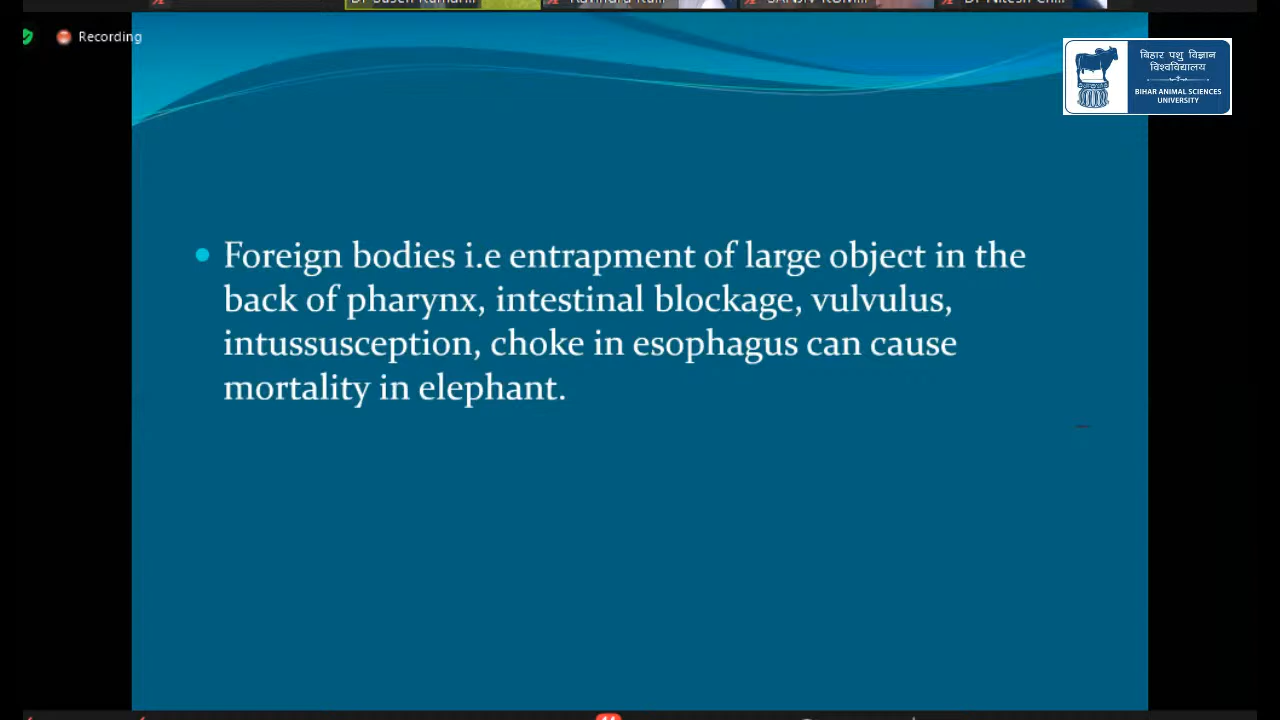 Recording
बिहार पशु विज्ञान
विश्वविद्यालय
BIHAR ANIMAL SCIENCES
UNIVERSITY
Foreign bodies i.e entrapment of large object in the
back of pharynx, intestinal blockage, vulvulus,
intussusception, choke in esophagus can cause
mortality in elephant.